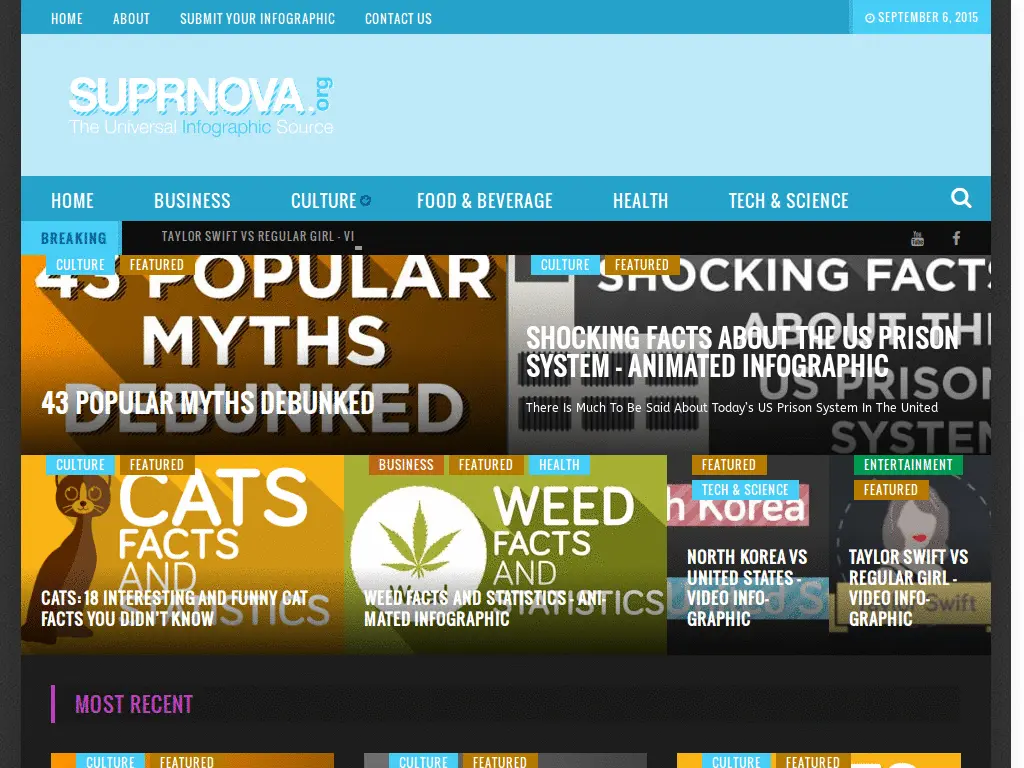 HOME ABOUT SUBMIT YOUR INFOGRAPHIC CONTACT US SEPTEMBER 6, 2015
SUPRNOVA.org
The Universal Infographic Source
HOME BUSINESS CULTURE FOOD & BEVERAGE HEALTH TECH & SCIENCE
BREAKING TAYLOR SWIFT VS REGULAR GIRL - VI
You Tube
CULTURE FEATURED
43 POPULAR
MYTHS
DEBUNKED
43 POPULAR MYTHS DEBUNKED
CULTURE FEATURED
SHOCKING FACTS
ABOUT THE
US PRISON
SYSTEM
SHOCKING FACTS ABOUT THE US PRISON
SYSTEM - ANIMATED INFOGRAPHIC
There Is Much To Be Said About Today's US Prison System In The United
CULTURE FEATURED
CATS
FACTS
AND
STATISTICS
CATS: 18 INTERESTING AND FUNNY CAT
FACTS YOU DIDN'T KNOW
BUSINESS FEATURED HEALTH
WEED
FACTS
AND
STATISTICS
WEED FACTS AND STATISTICS - ANI-
MATED INFOGRAPHIC
FEATURED
TECH & SCIENCE
h Korea
NORTH KOREA VS
UNITED STATES -
VIDEO INFO-
GRAPHIC
ENTERTAINMENT
FEATURED
Swift
TAYLOR SWIFT VS
REGULAR GIRL -
VIDEO INFO-
GRAPHIC
MOST RECENT
CULTURE FEATURED
CULTURE FEATURED
CULTURE FEATURED